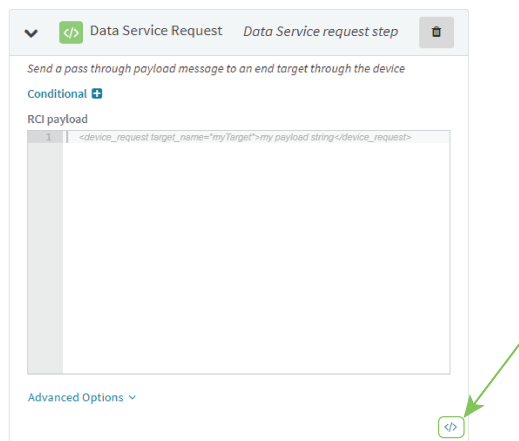 </> Data Service Request Data Service request step
Send a pass through payload message to an end target through the device
Conditional
RCI payload
1 <device_request target_name="myTarget">my payload string</device_request>
Advanced Options
</>